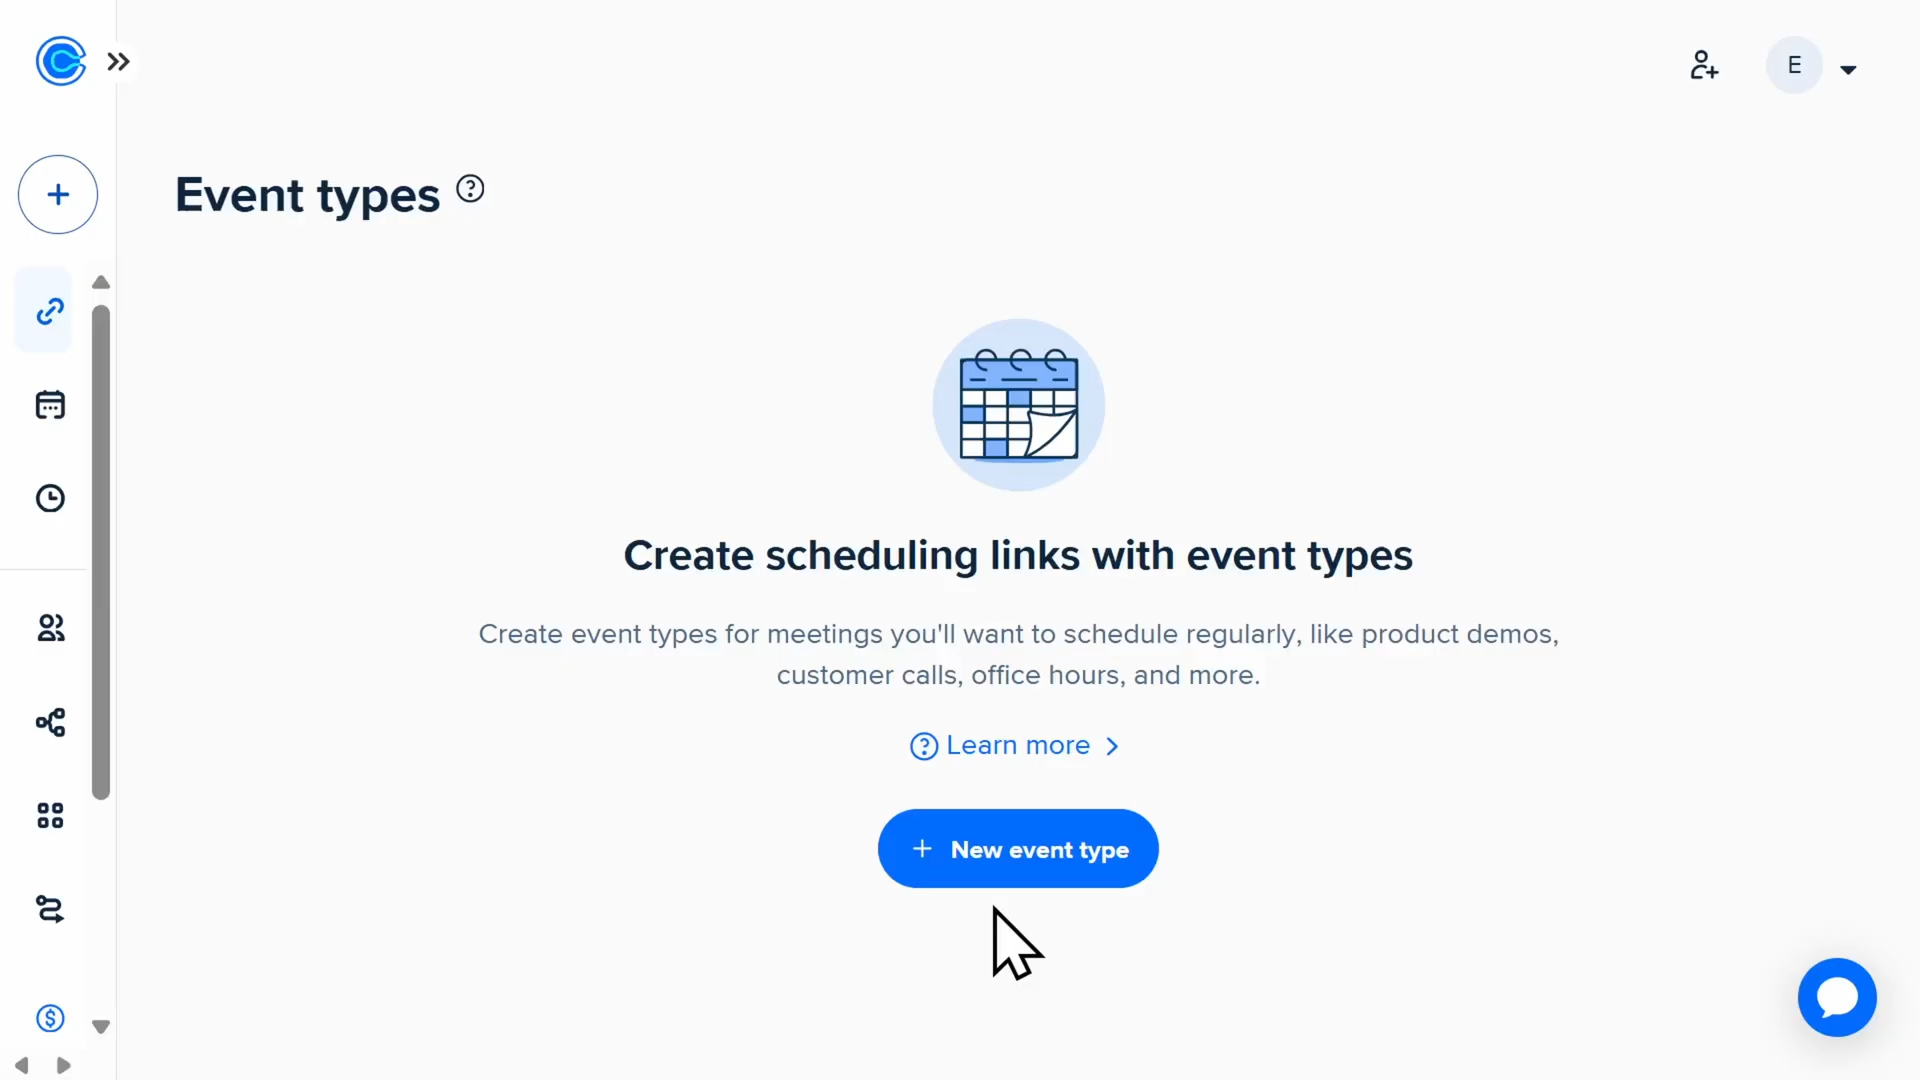 E
Event types
Create scheduling links with event types
Create event types for meetings you'll want to schedule regularly, like product demos,
customer calls, office hours, and more.
Learn more
New event type